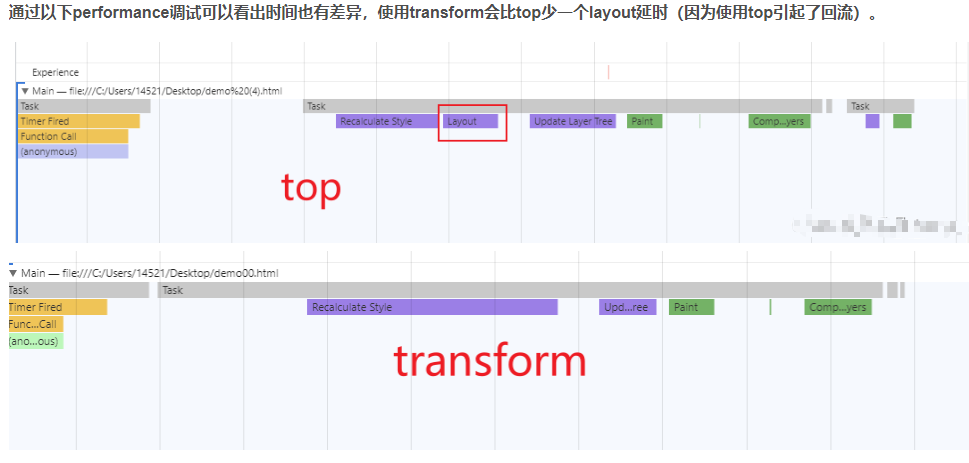 通过以下performance调试可以看出时间也有差异，使用transform会比top少一个layout延时（因为使用top引起了回流）。
Experience
▼ Main — file:///C:/Users/14521/Desktop/demo%20(4).html
Task Task Task
Timer Fired Recalculate Style Layout Update Layer Tree Paint Comp...yers
Function Call
(anonymous)
top
▼ Main — file:///C:/Users/14521/Desktop/demo00.html
Task Task
Timer Fired Recalculate Style Upd...ree Paint Comp...yers
Func...Call
(ano...ous)
transform